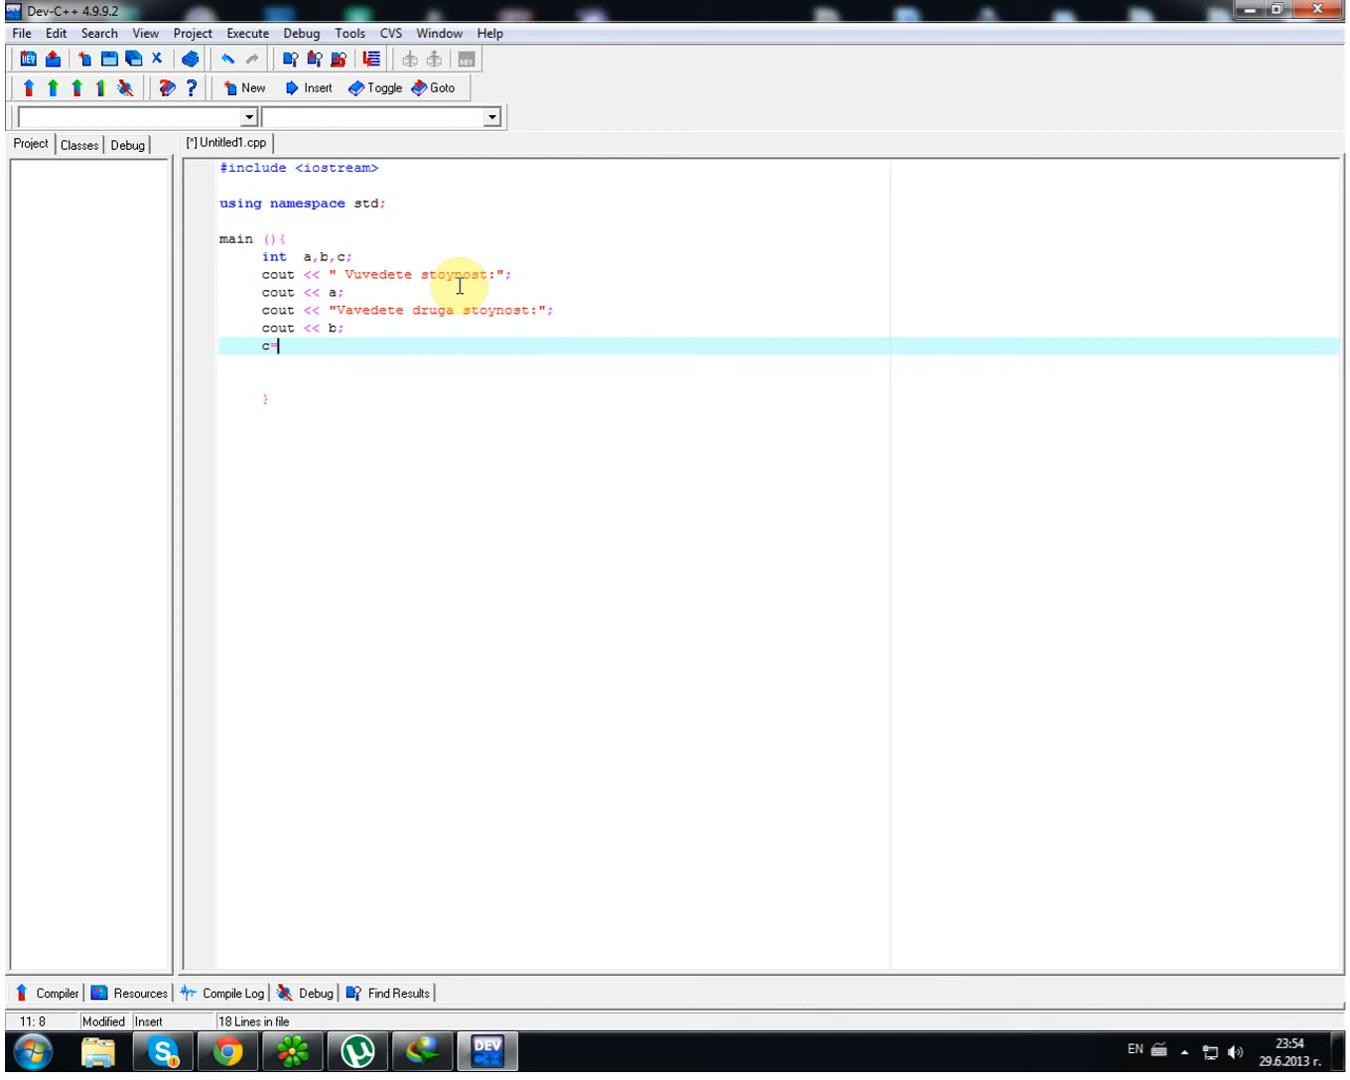 Dev-C++ 4.9.9.2
File Edit Search View Project Execute Debug Tools CVS Window Help
New Insert Toggle Goto
Project Classes Debug [*] Untitled1.cpp
#include <iostream>
using namespace std;
main (){
int  a,b,c;
cout << " Vuvedete stoynost:";
cout << a;
cout << "Vavedete druga stoynost:";
cout << b;
c=
}
Compiler Resources Compile Log Debug Find Results
11: 8 Modified Insert 18 Lines in file
EN 23:54
29.6.2013 г.